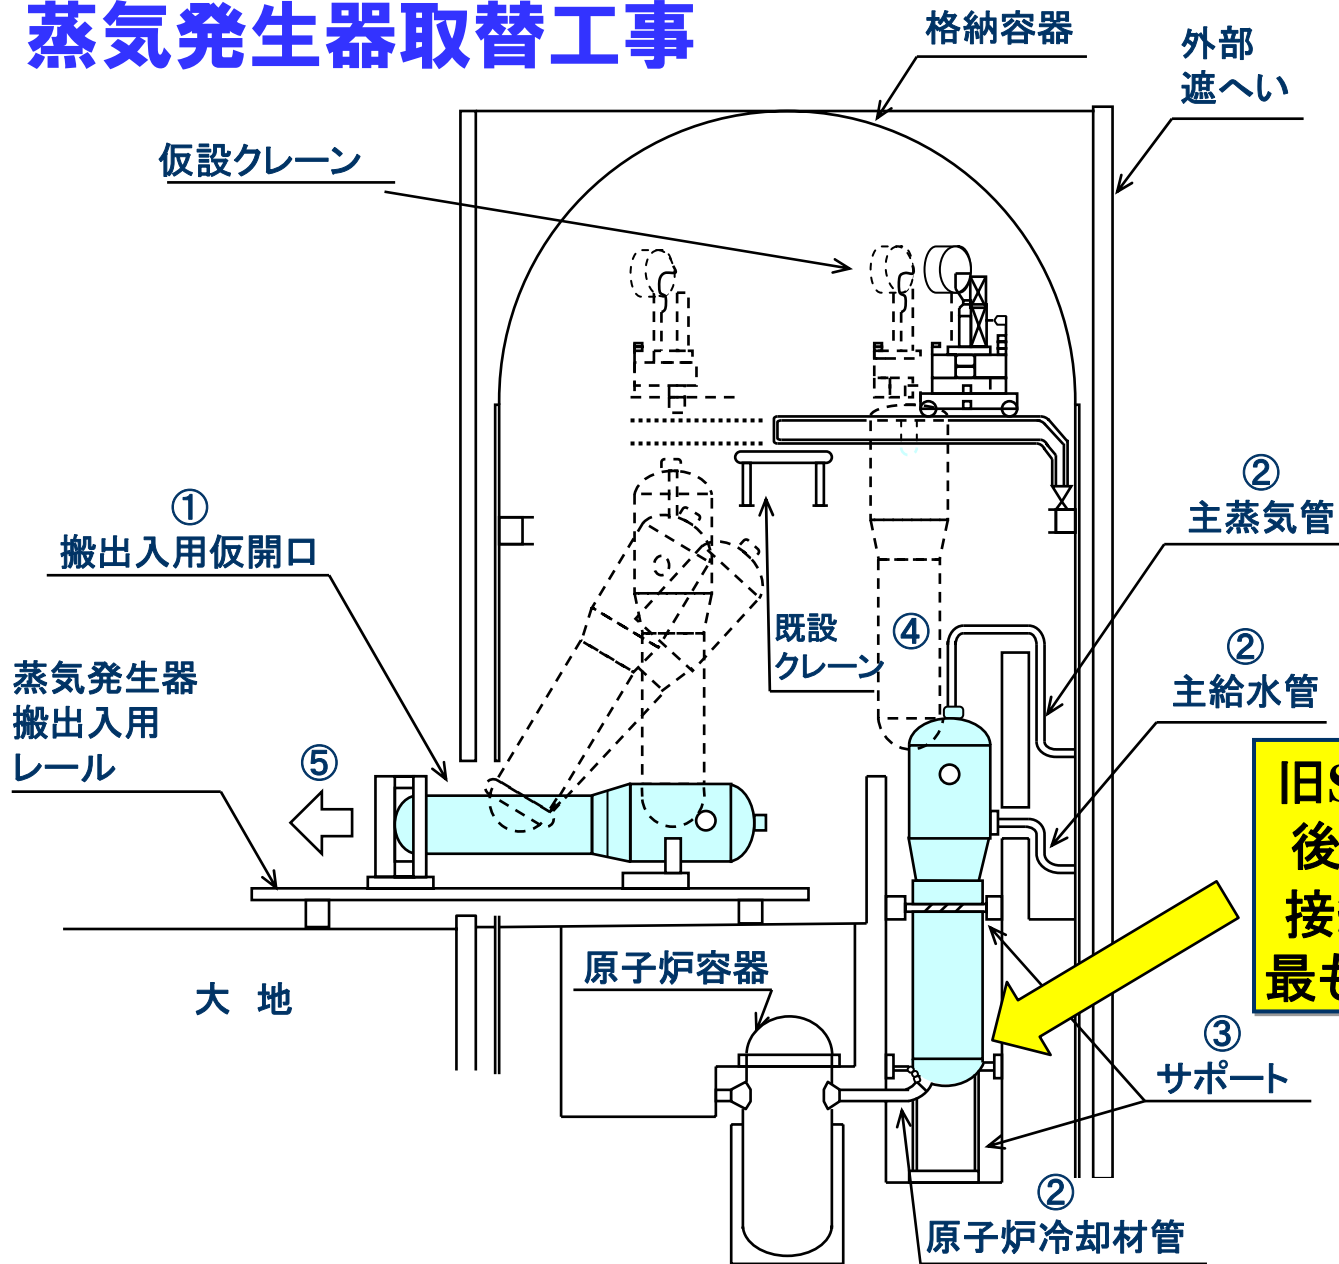 蒸気発生器取替工事
格納容器
外部
遮へい
仮設クレーン
①
搬出入用仮開口
②
主蒸気管
既設
クレーン
④
②
主給水管
蒸気発生器
搬出入用
レール
⑤
旧S
後
接
最も
原子炉容器
大 地
③
サポート
②
原子炉冷却材管